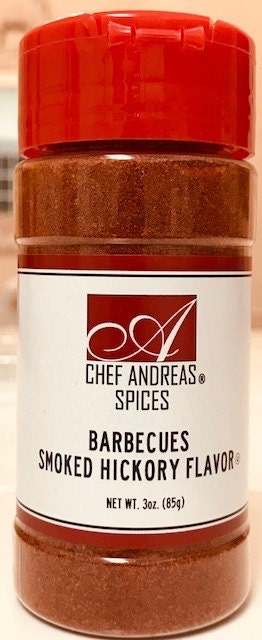 A
CHEF ANDREAS®
SPICES
BARBECUES
SMOKED HICKORY FLAVOR®
NET WT. 3oz. (85g)